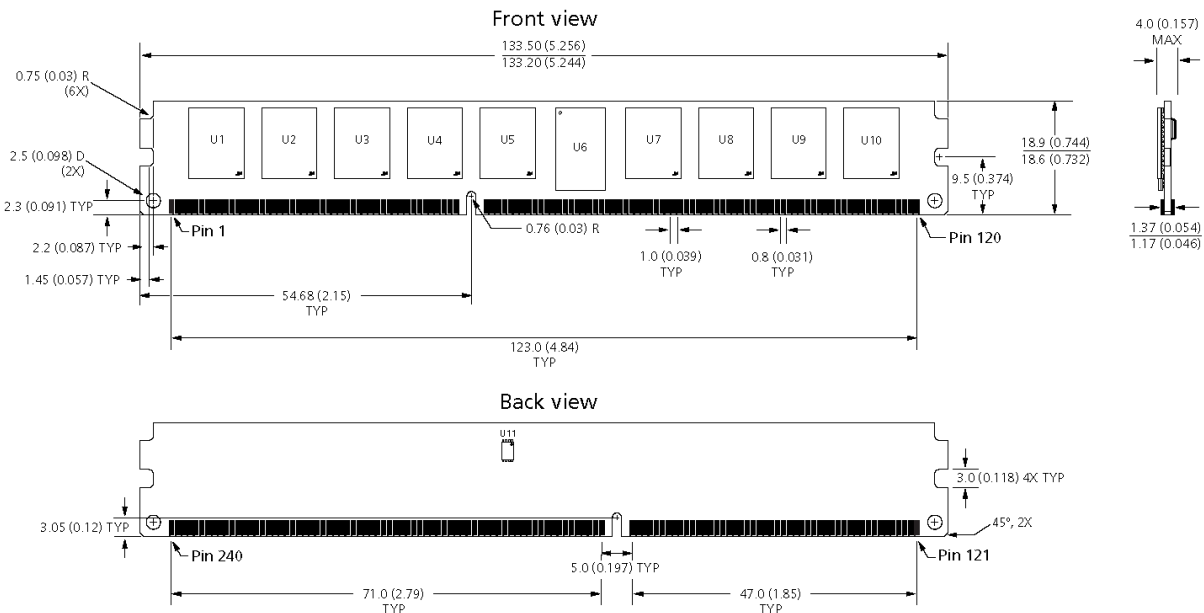 Front view
133.50 (5.256)
133.20 (5.244)
4.0 (0.157)
MAX
0.75 (0.03) R
(6X)
U1
U2
U3
U4
U5
U6
U7
U8
U9
U10
18.9 (0.744)
18.6 (0.732)
2.5 (0.098) D
(2X)
9.5 (0.374)
TYP
2.3 (0.091) TYP
Pin 1
0.76 (0.03) R
Pin 120
1.37 (0.054)
1.17 (0.046)
2.2 (0.087) TYP
1.0 (0.039)
TYP
0.8 (0.031)
TYP
1.45 (0.057) TYP
54.68 (2.15)
TYP
123.0 (4.84)
TYP
Back view
U11
3.0 (0.118) 4X TYP
3.05 (0.12) TYP
45°, 2X
Pin 240
Pin 121
5.0 (0.197) TYP
71.0 (2.79)
TYP
47.0 (1.85)
TYP